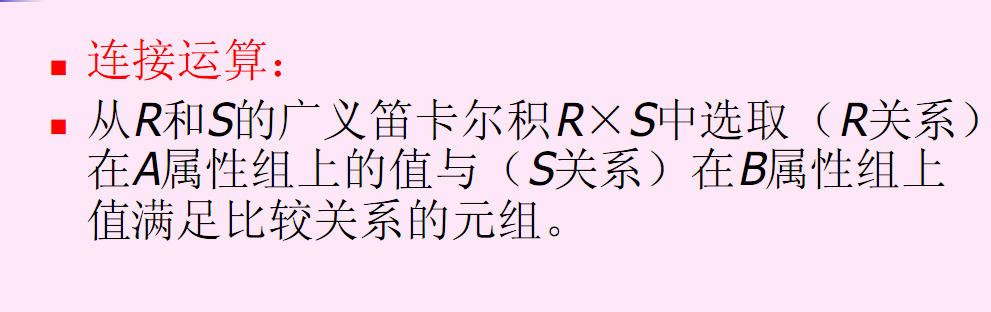 连接运算：
从R和S的广义笛卡尔积R×S中选取（R关系）
在A属性组上的值与（S关系）在B属性组上
值满足比较关系的元组。